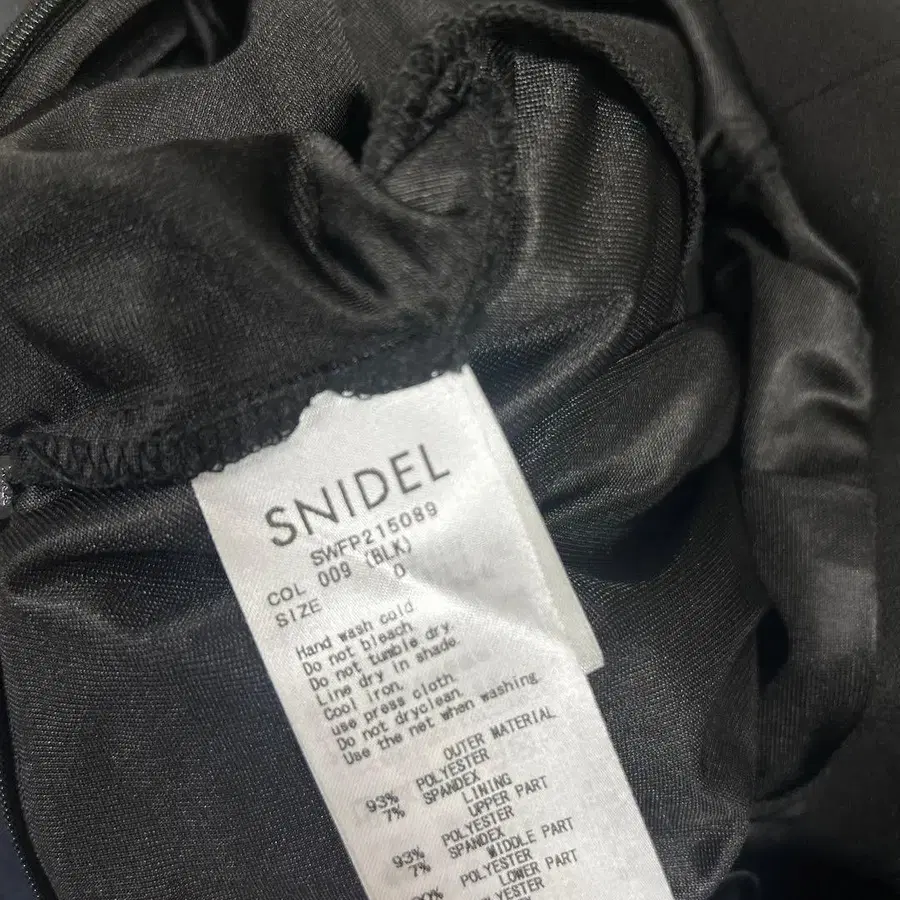 SNIDEL
SWFP215089
COL 009 (BLK)
SIZE 0
Hand wash cold
Do not bleach.
Do not tumble dry
Line dry in shade.
Cool iron,
use press cloth.
Do not dryclean.
Use the net when washing.
OUTER MATERIAL
93% POLYESTER
7% SPANDEX
LINING
UPPER PART
93% POLYESTER
7% SPANDEX
MIDDLE PART
POLYESTER
LOWER PART